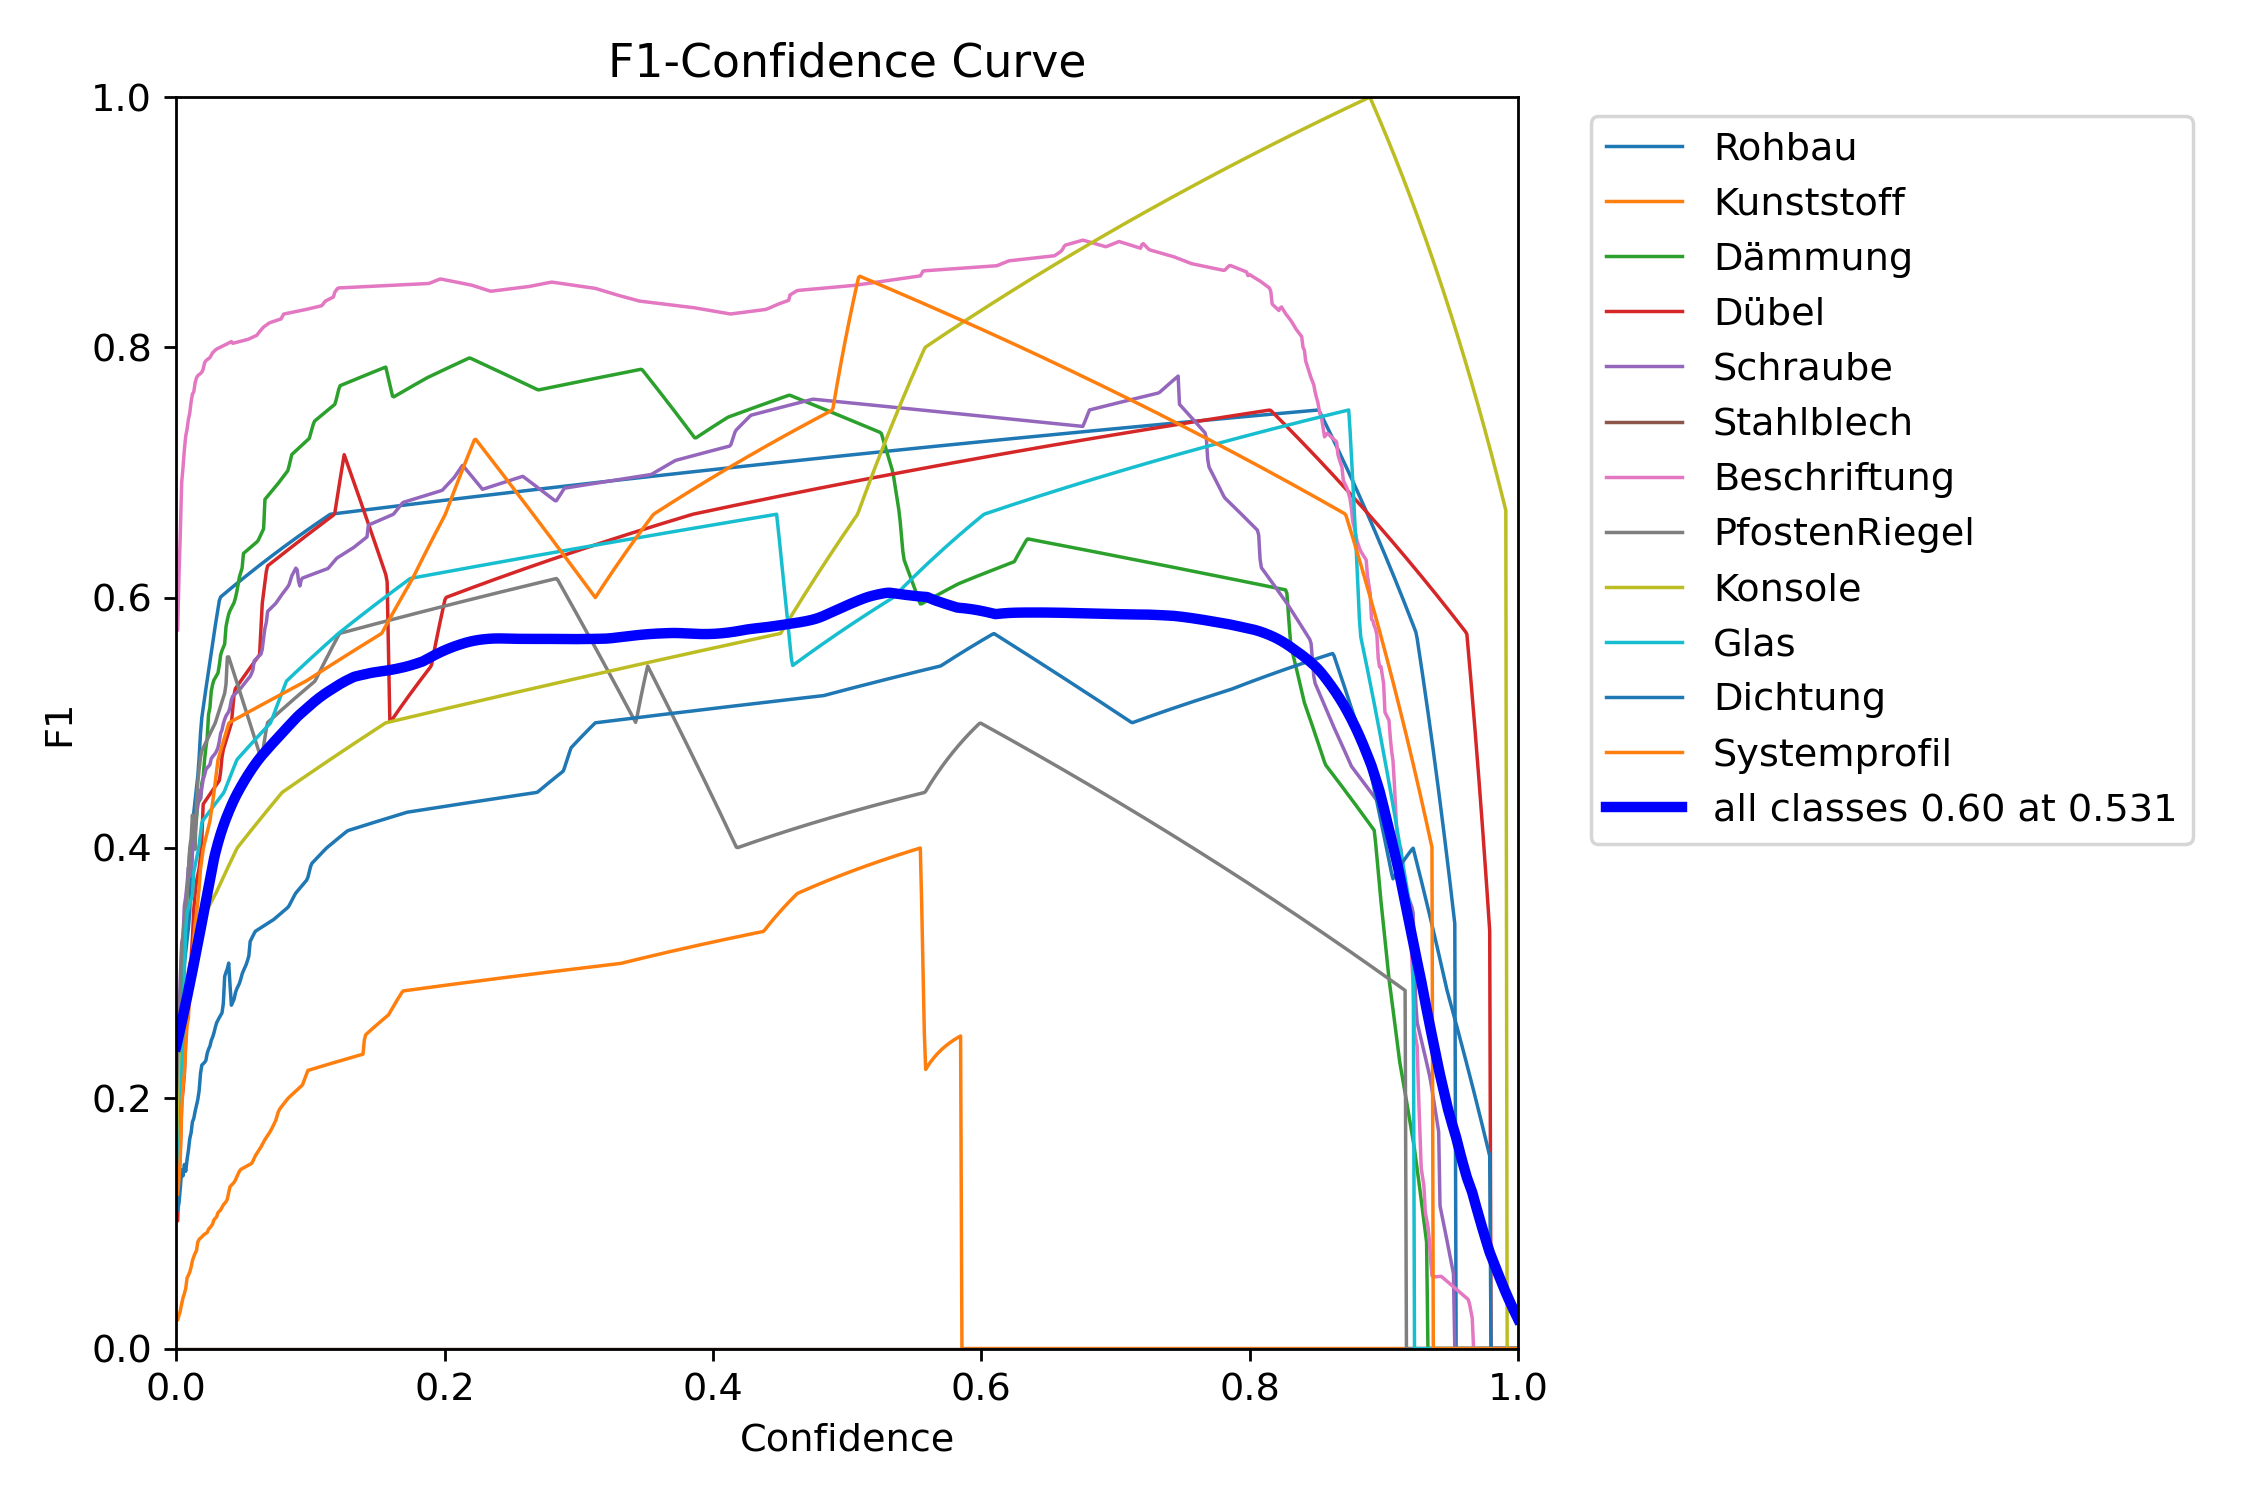 F1-Confidence Curve
1.0
0.8
0.6
0.4
0.2
0.0
F1
0.0 0.2 0.4 0.6 0.8 1.0
Confidence
Rohbau
Kunststoff
Dämmung
Dübel
Schraube
Stahlblech
Beschriftung
PfostenRiegel
Konsole
Glas
Dichtung
Systemprofil
all classes 0.60 at 0.531